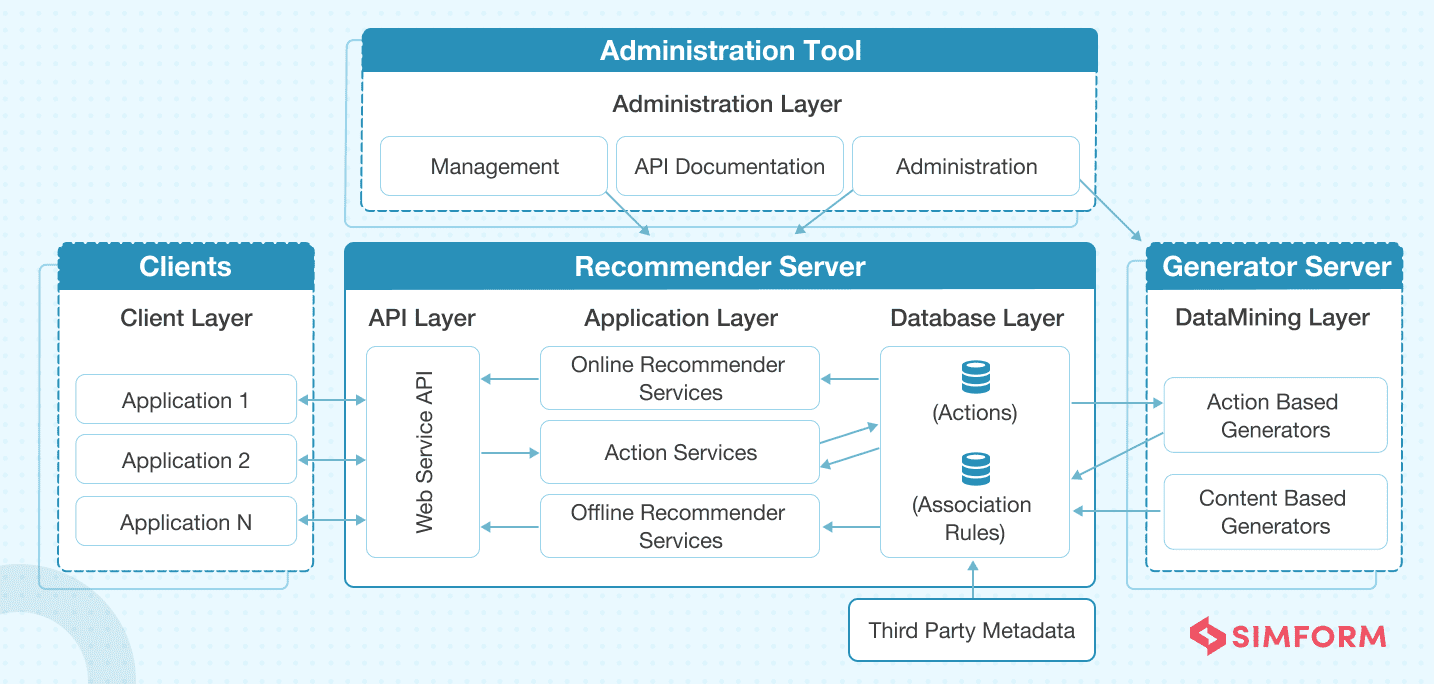 Administration Tool
Administration Layer
Management
API Documentation
Administration
Clients
Client Layer
Application 1
Application 2
Application N
Recommender Server
API Layer
Web Service API
Application Layer
Online Recommender
Services
Action Services
Offline Recommender
Services
Database Layer
(Actions)
(Association
Rules)
Generator Server
DataMining Layer
Action Based
Generators
Content Based
Generators
Third Party Metadata
SIMFORM